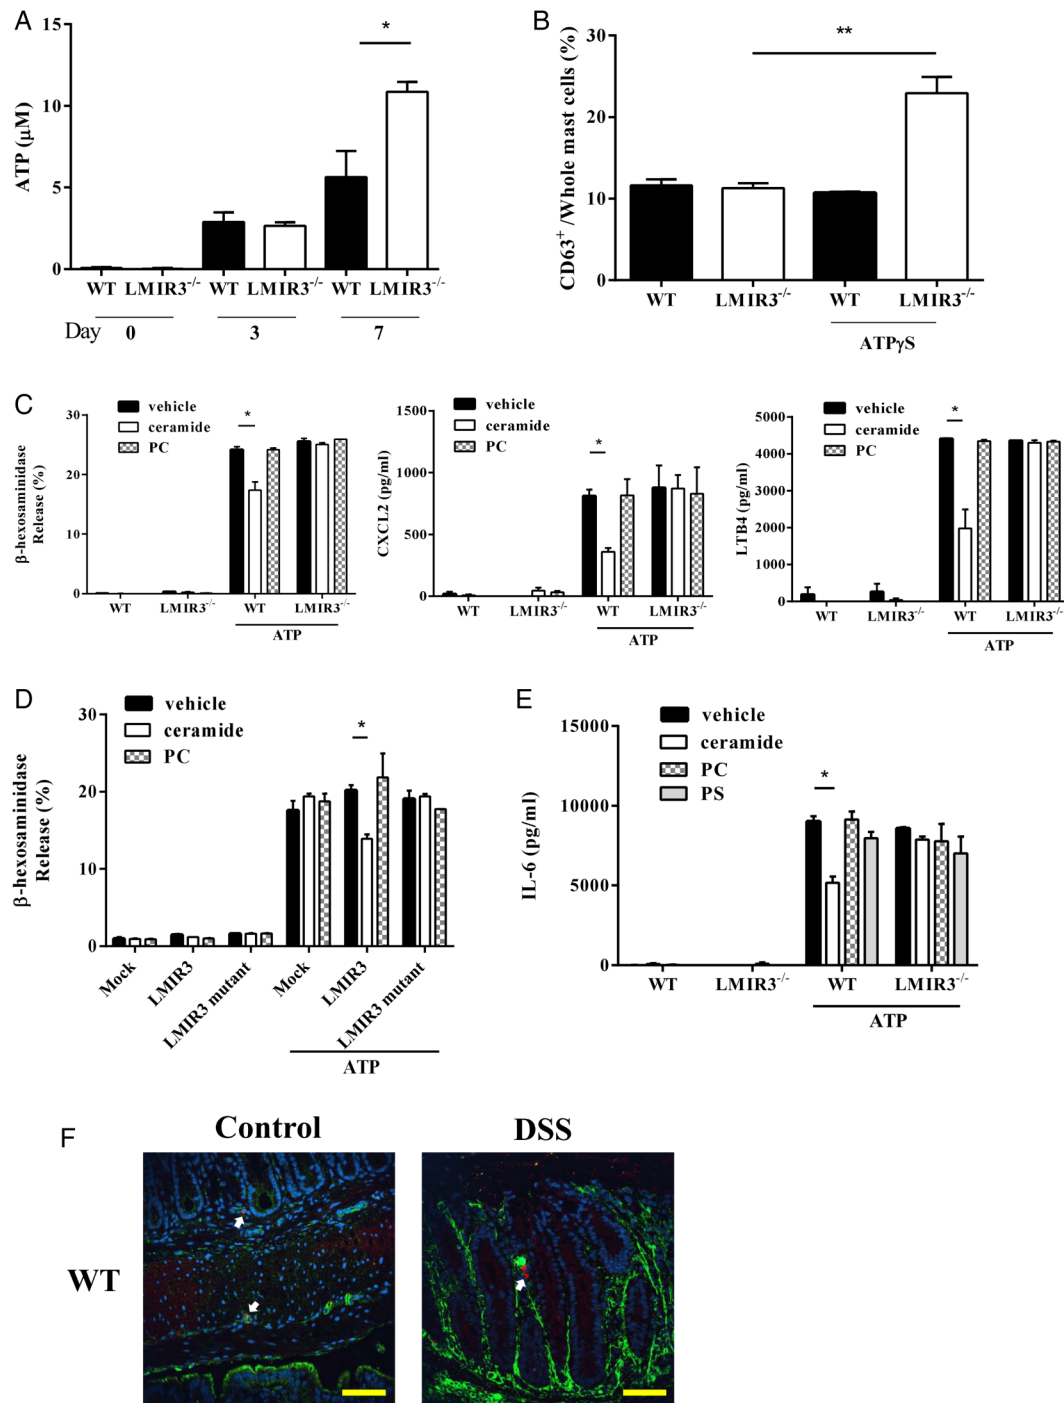 A
15
10
5
0
ATP (μM)
*
WT LMIR3-/- WT LMIR3-/- WT LMIR3-/-
Day 0 3 7
B
30
20
10
0
CD63+ /Whole mast cells (%)
**
WT LMIR3-/- WT LMIR3-/-
ATPγS
C
30
20
10
0
β-hexosaminidase
Release (%)
vehicle
ceramide
PC
*
WT LMIR3-/- WT LMIR3-/-
ATP
1500
1000
500
0
CXCL2 (pg/ml)
vehicle
ceramide
PC
*
WT LMIR3-/- WT LMIR3-/-
ATP
5000
4000
3000
2000
1000
0
LTB4 (pg/ml)
vehicle
ceramide
PC
*
WT LMIR3-/- WT LMIR3-/-
ATP
D
30
20
10
0
β-hexosaminidase
Release (%)
vehicle
ceramide
PC
*
Mock LMIR3 LMIR3 mutant Mock LMIR3 LMIR3 mutant
ATP
E
15000
10000
5000
0
IL-6 (pg/ml)
vehicle
ceramide
PC
PS
*
WT LMIR3-/- WT LMIR3-/-
ATP
F
Control DSS
WT